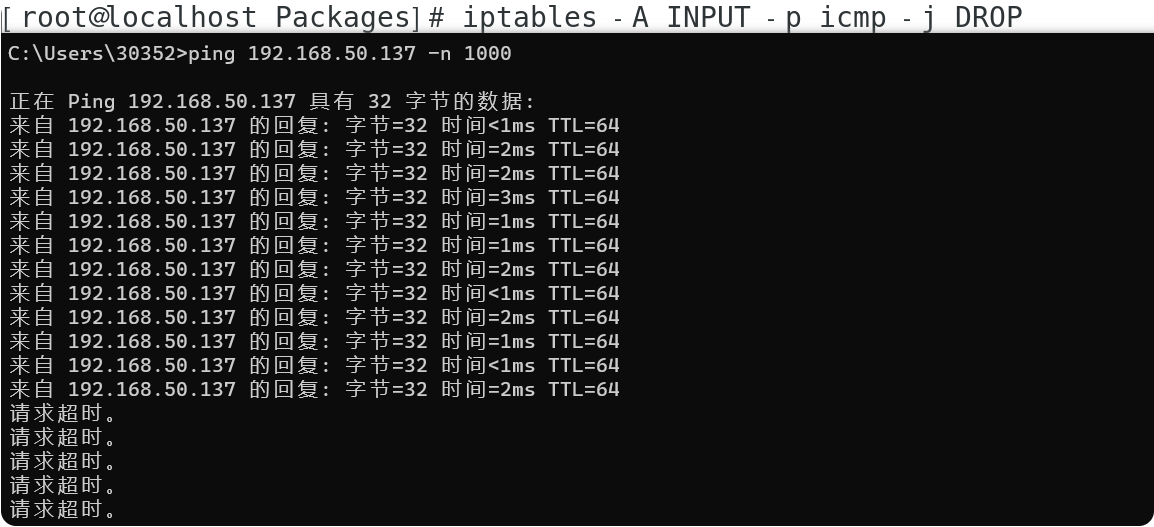 [root@localhost Packages]# iptables -A INPUT -p icmp -j DROP
C:\Users\30352>ping 192.168.50.137 -n 1000
正在 Ping 192.168.50.137 具有 32 字节的数据:
来自 192.168.50.137 的回复: 字节=32 时间<1ms TTL=64
来自 192.168.50.137 的回复: 字节=32 时间=2ms TTL=64
来自 192.168.50.137 的回复: 字节=32 时间=2ms TTL=64
来自 192.168.50.137 的回复: 字节=32 时间=3ms TTL=64
来自 192.168.50.137 的回复: 字节=32 时间=1ms TTL=64
来自 192.168.50.137 的回复: 字节=32 时间=1ms TTL=64
来自 192.168.50.137 的回复: 字节=32 时间=2ms TTL=64
来自 192.168.50.137 的回复: 字节=32 时间<1ms TTL=64
来自 192.168.50.137 的回复: 字节=32 时间=2ms TTL=64
来自 192.168.50.137 的回复: 字节=32 时间=1ms TTL=64
来自 192.168.50.137 的回复: 字节=32 时间<1ms TTL=64
来自 192.168.50.137 的回复: 字节=32 时间=2ms TTL=64
请求超时。
请求超时。
请求超时。
请求超时。
请求超时。